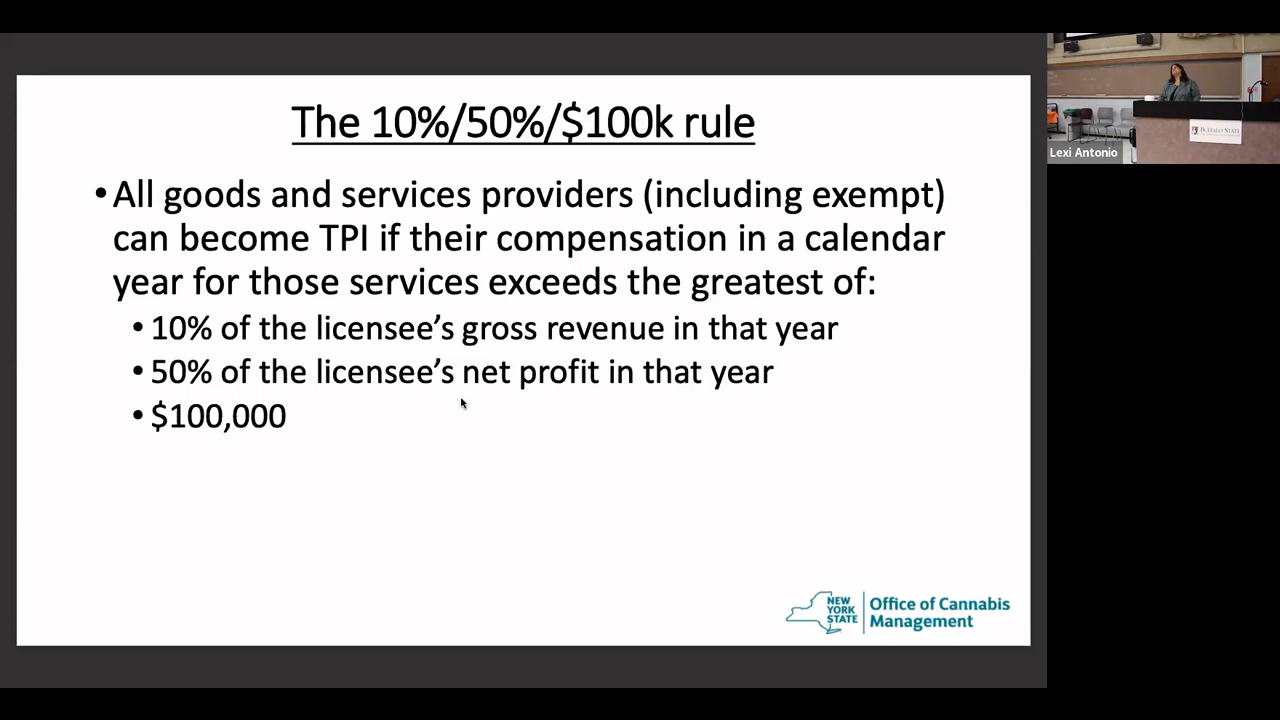 The 10%/50%/$100k rule
• All goods and services providers (including exempt)
can become TPI if their compensation in a calendar
year for those services exceeds the greatest of:
• 10% of the licensee’s gross revenue in that year
• 50% of the licensee’s net profit in that year
• $100,000
NEW
YORK
STATE
Office of Cannabis
Management
BUFFALO STATE
Lexi Antonio